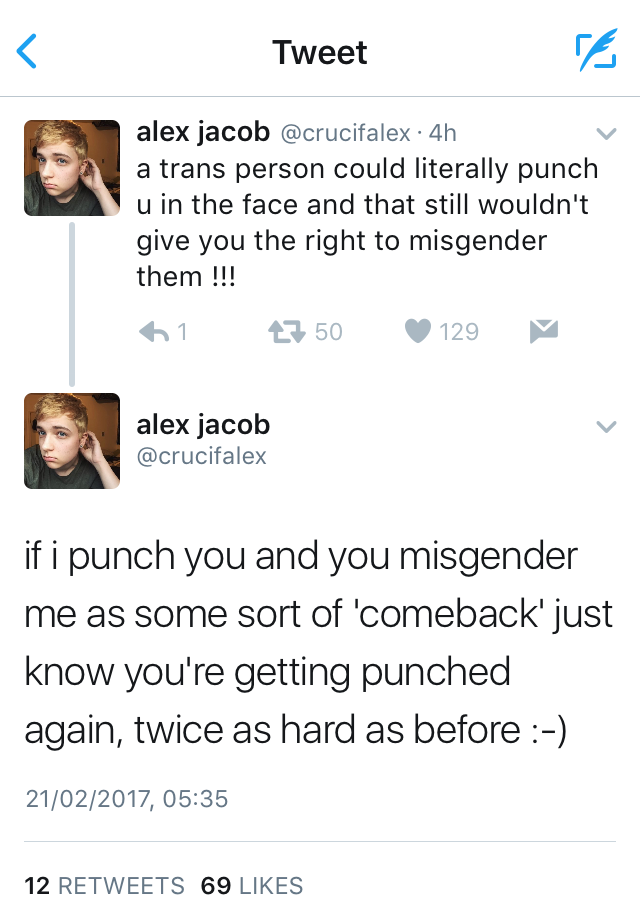 Tweet
alex jacob @crucifalex · 4h
a trans person could literally punch
u in the face and that still wouldn't
give you the right to misgender
them !!!
1 50 129
alex jacob
@crucifalex
if i punch you and you misgender
me as some sort of 'comeback' just
know you're getting punched
again, twice as hard as before :-)
21/02/2017, 05:35
12 RETWEETS 69 LIKES